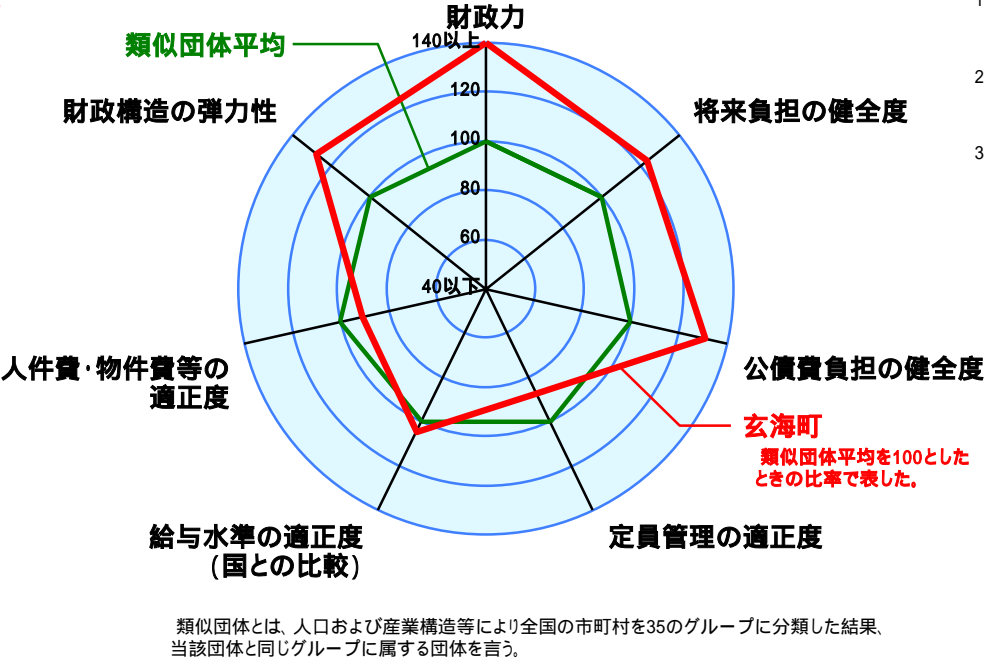 財政力
類似団体平均
140以上
120
100
80
60
40以下
財政構造の弾力性
将来負担の健全度
1
2
3
人件費・物件費等の
適正度
公債費負担の健全度
玄海町
類似団体平均を100とした
ときの比率で表した。
給与水準の適正度
(国との比較)
定員管理の適正度
類似団体とは、人口および産業構造等により全国の市町村を35のグループに分類した結果、
当該団体と同じグループに属する団体を言う。